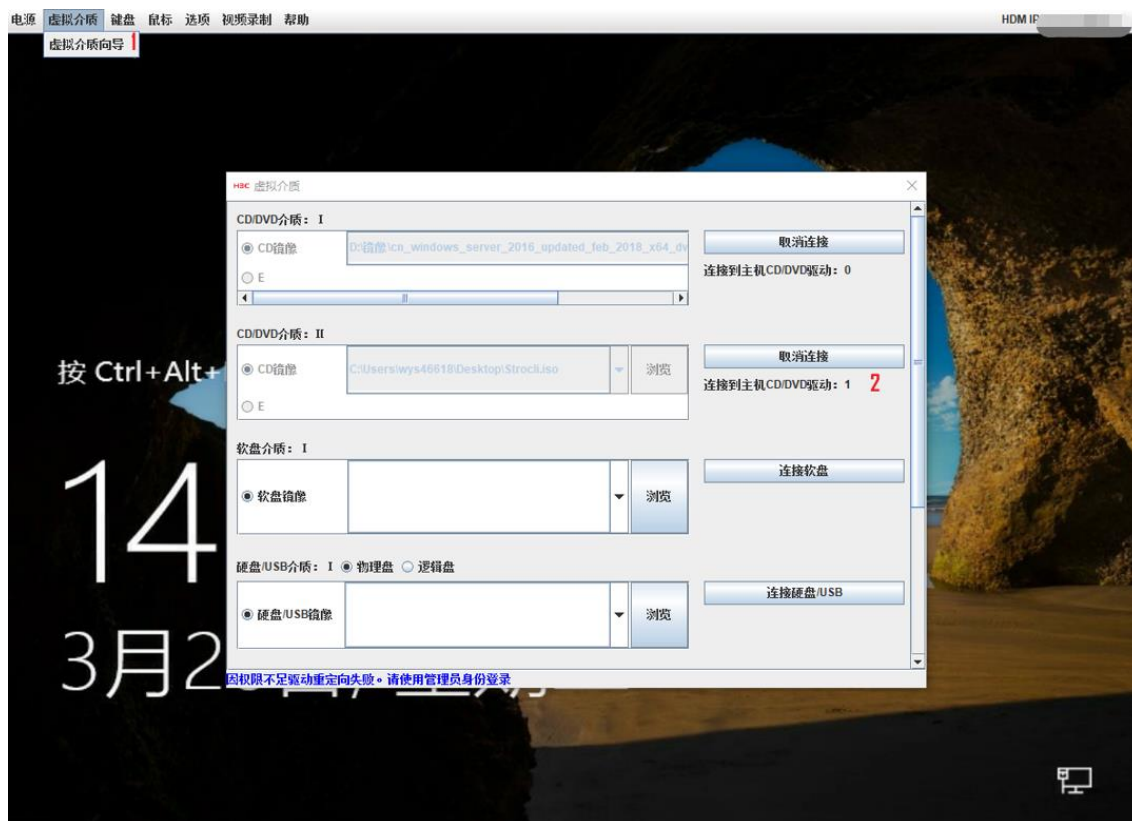 电源 虚拟介质 键盘 鼠标 选项 视频录制 帮助 HDM IP
虚拟介质向导 1
H3C 虚拟介质
CD/DVD介质: I
CD镜像 D:\镜像\cn_windows_server_2016_updated_feb_2018_x64_dv 取消连接
E 连接到主机CD/DVD驱动: 0
CD/DVD介质: II
CD镜像 C:\Users\wys46618\Desktop\Strocli.iso 浏览 取消连接
E 连接到主机CD/DVD驱动: 1 2
按 Ctrl+Alt+
软盘介质: I
软盘镜像 浏览 连接软盘
14
硬盘/USB介质: I 物理盘 逻辑盘
硬盘/USB镜像 浏览 连接硬盘/USB
3月2
因权限不足驱动重定向失败。请使用管理员身份登录